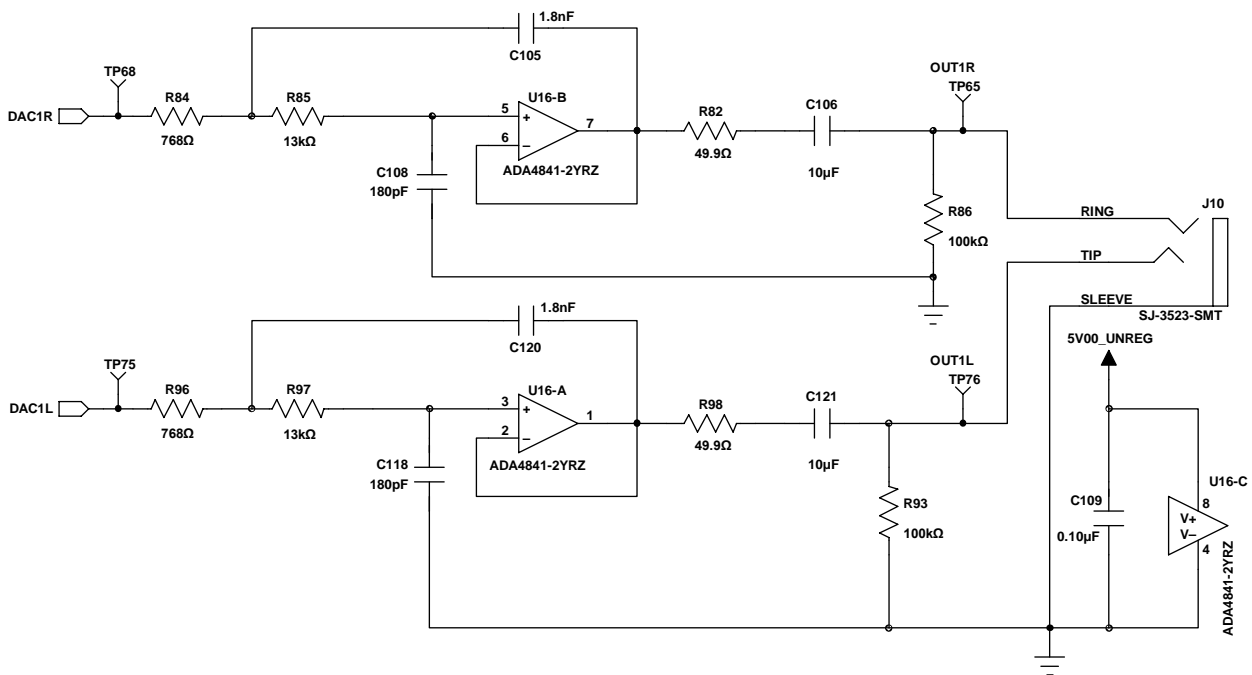 1.8nF
C105
TP68
DAC1R
R84
768Ω
R85
13kΩ
U16-B
5
+
6
–
7
ADA4841-2YRZ
C108
180pF
R82
49.9Ω
C106
10µF
OUT1R
TP65
R86
100kΩ
RING
J10
TIP
SLEEVE
SJ-3523-SMT
1.8nF
C120
TP75
DAC1L
R96
768Ω
R97
13kΩ
U16-A
3
+
2
–
1
ADA4841-2YRZ
C118
180pF
R98
49.9Ω
C121
10µF
OUT1L
TP76
R93
100kΩ
5V00_UNREG
C109
0.10µF
U16-C
8
V+
V–
4
ADA4841-2YRZ